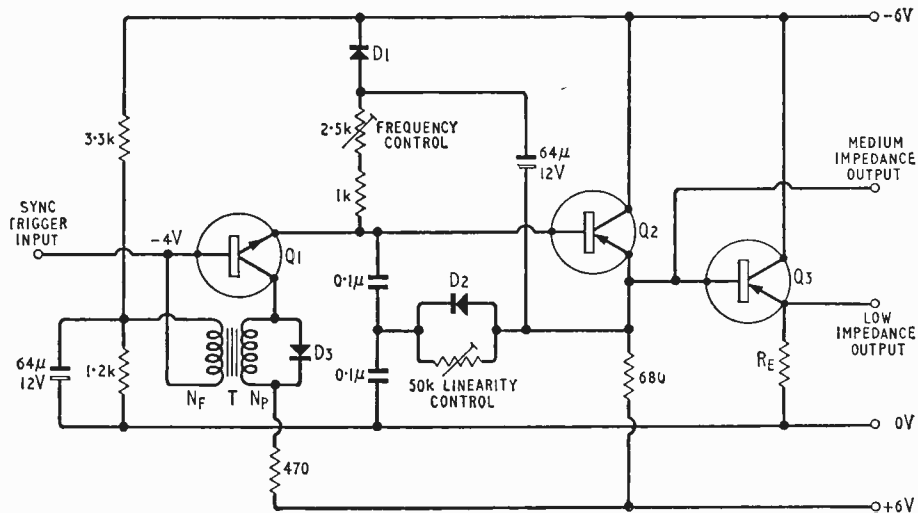 -6V
D1
3·3k
2·5k
FREQUENCY
CONTROL
64μ
12V
MEDIUM
IMPEDANCE
OUTPUT
1k
SYNC
TRIGGER
INPUT
-4V
Q1
Q2
Q3
0·1μ
D2
LOW
IMPEDANCE
OUTPUT
D3
64μ
12V
1·2k
NF T NP
0·1μ
50k LINEARITY
CONTROL
680
RE
0V
470
+6V